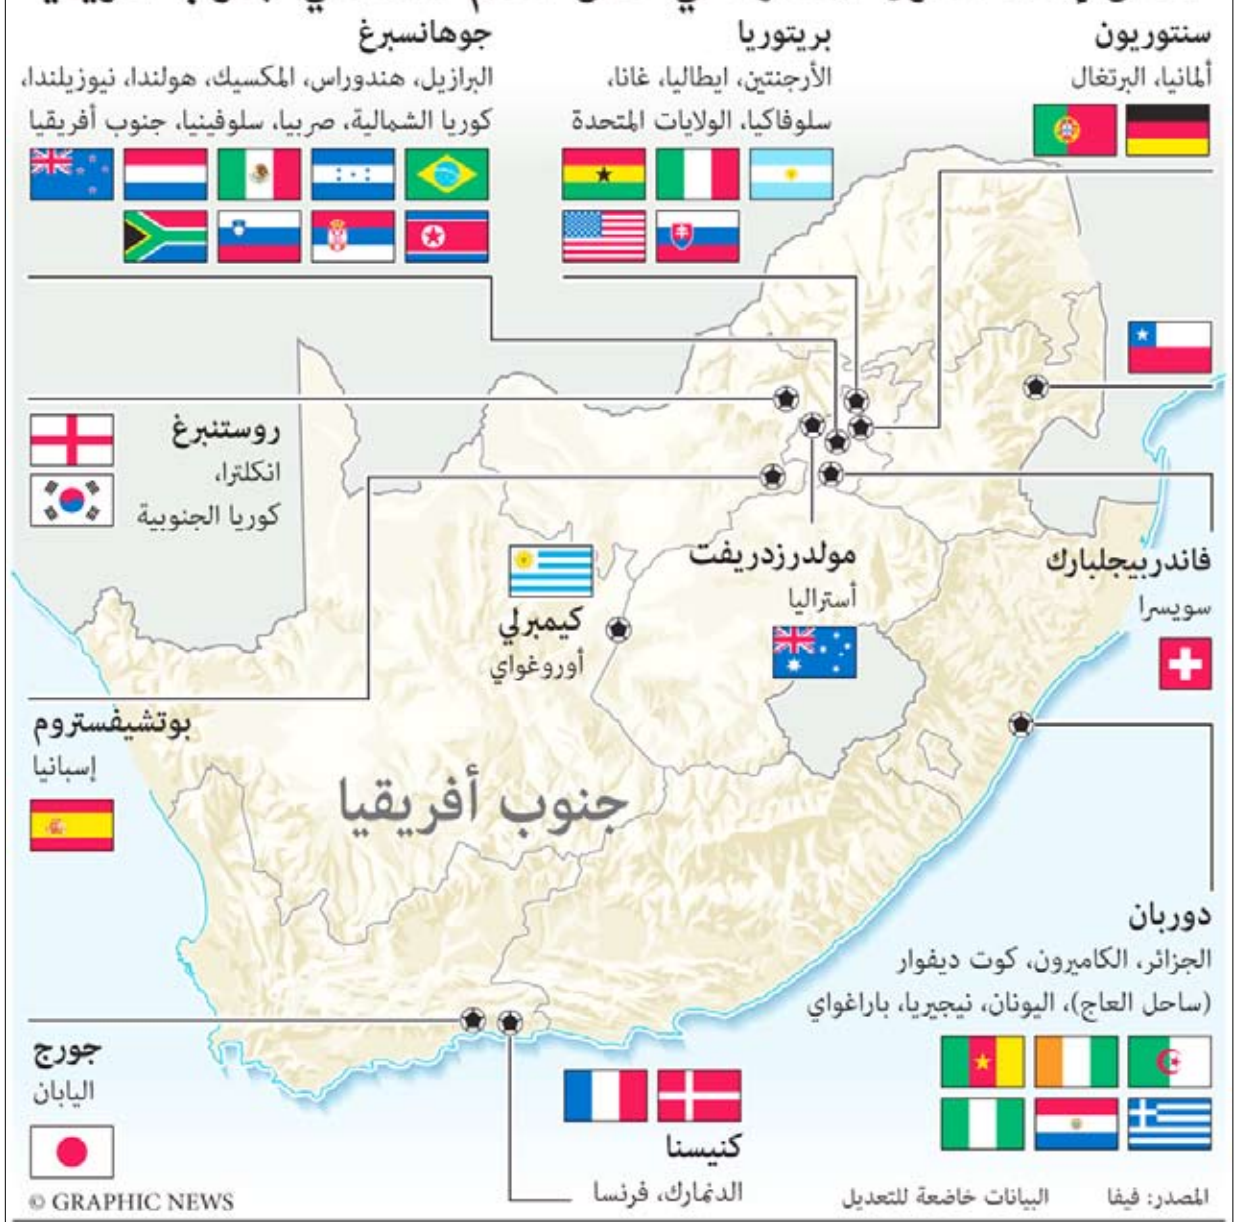 سنتوريون
ألمانيا، البرتغال
بريتوريا
الأرجنتين، ايطاليا، غانا،
سلوفاكيا، الولايات المتحدة
جوهانسبرغ
البرازيل، هندوراس، المكسيك، هولندا، نيوزيلندا،
كوريا الشمالية، صربيا، سلوفينيا، جنوب أفريقيا
روستنبرغ
انكلترا،
كوريا الجنوبية
مولدرزدريفت
أستراليا
فاندربيجلبارك
سويسرا
كيمبرلي
أوروغواي
بوتشيفستروم
إسبانيا
جنوب أفريقيا
دوربان
الجزائر، الكاميرون، كوت ديفوار
(ساحل العاج)، اليونان، نيجيريا، باراغواي
جورج
اليابان
كنيسنا
الدنمارك، فرنسا
المصدر: فيفا
البيانات خاضعة للتعديل
© GRAPHIC NEWS